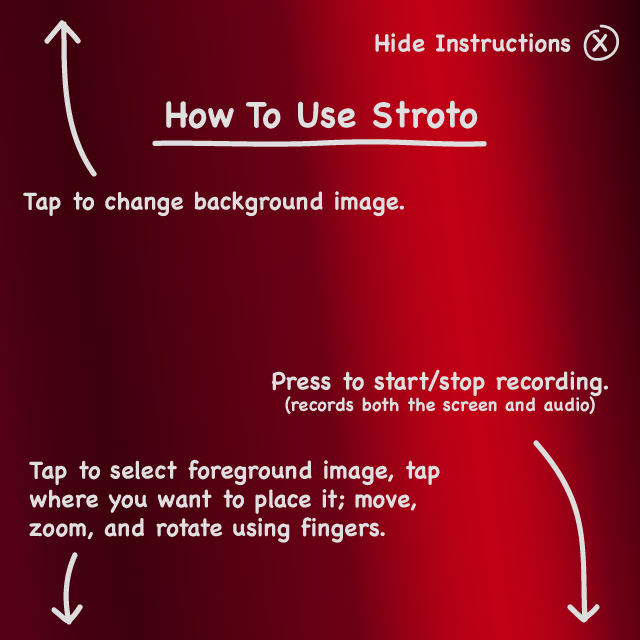 Hide Instructions X
How To Use Stroto
Tap to change background image.
Press to start/stop recording.
(records both the screen and audio)
Tap to select foreground image, tap
where you want to place it; move,
zoom, and rotate using fingers.